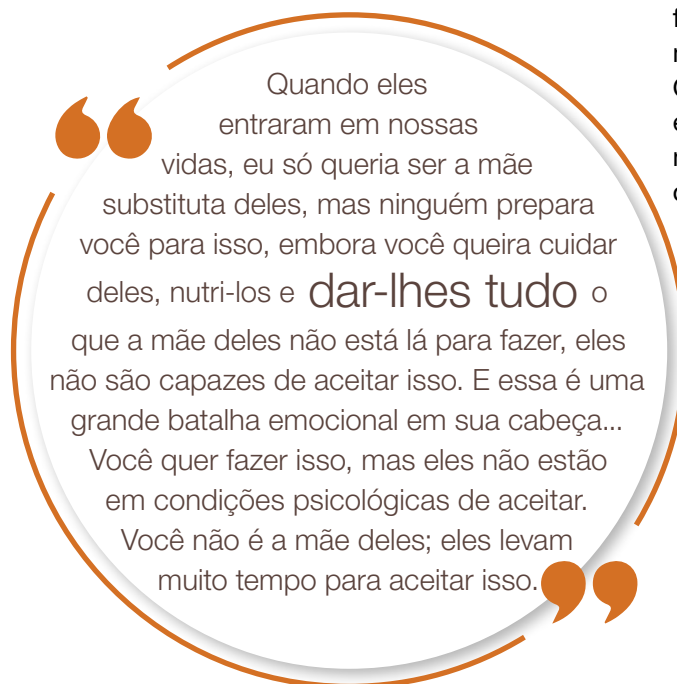 Quando eles
entraram em nossas
vidas, eu só queria ser a mãe
substituta deles, mas ninguém prepara
você para isso, embora você queira cuidar
deles, nutri-los e dar-lhes tudo o
que a mãe deles não está lá para fazer, eles
não são capazes de aceitar isso. E essa é uma
grande batalha emocional em sua cabeça...
Você quer fazer isso, mas eles não estão
em condições psicológicas de aceitar.
Você não é a mãe deles; eles levam
muito tempo para aceitar isso.